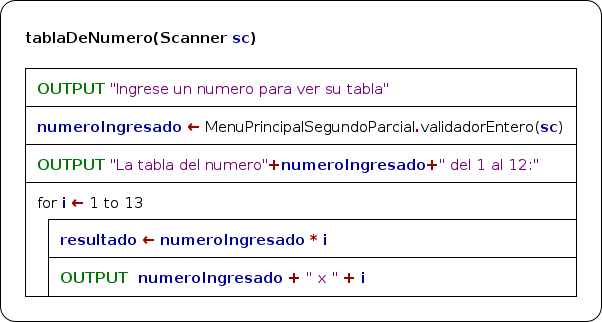 tablaDeNumero(Scanner sc)
OUTPUT "Ingrese un numero para ver su tabla"
numeroIngresado ← MenuPrincipalSegundoParcial.validadorEntero(sc)
OUTPUT "La tabla del numero"+numeroIngresado+" del 1 al 12:"
for i ← 1 to 13
resultado ← numeroIngresado * i
OUTPUT numeroIngresado + " x " + i